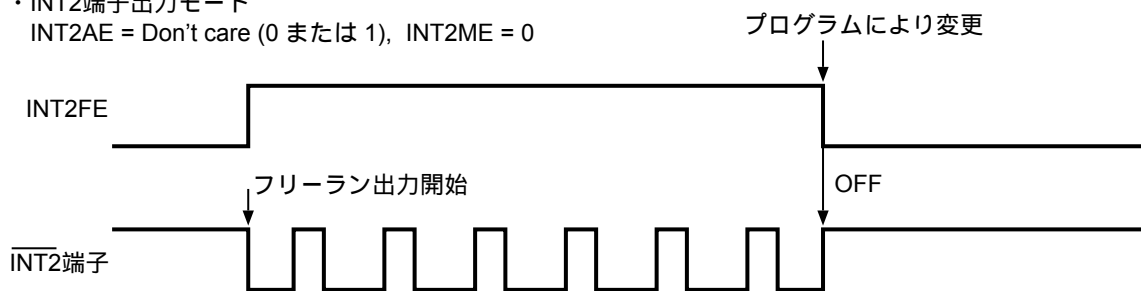 ・INT2端子出力モード
INT2AE = Don't care (0 または 1), INT2ME = 0
プログラムにより変更
INT2FE
フリーラン出力開始
OFF
INT2端子